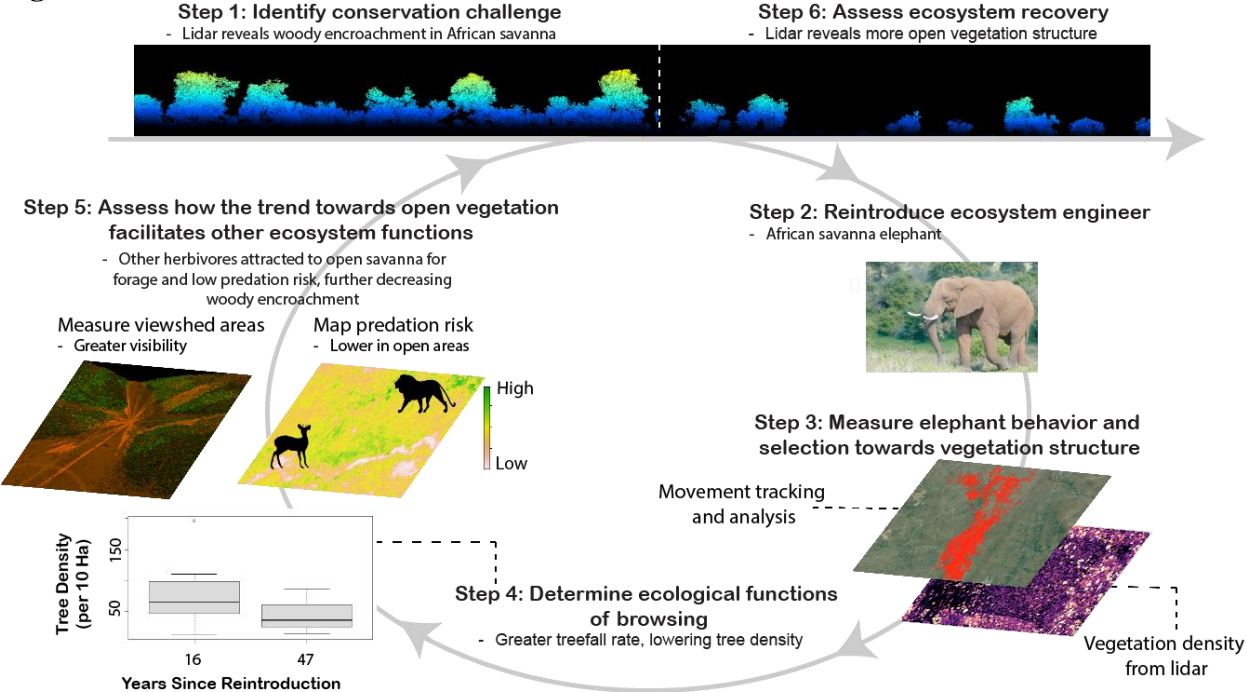 Step 1: Identify conservation challenge
- Lidar reveals woody encroachment in African savanna
Step 6: Assess ecosystem recovery
- Lidar reveals more open vegetation structure
Step 2: Reintroduce ecosystem engineer
- African savanna elephant
Step 3: Measure elephant behavior and
selection towards vegetation structure
Movement tracking
and analysis
Vegetation density
from lidar
Step 4: Determine ecological functions
of browsing
- Greater treefall rate, lowering tree density
Step 5: Assess how the trend towards open vegetation
facilitates other ecosystem functions
- Other herbivores attracted to open savanna for
forage and low predation risk, further decreasing
woody encroachment
Measure viewshed areas
- Greater visibility
Map predation risk
- Lower in open areas
High
Low
Tree Density
(per 10 Ha)
150
50
16
47
Years Since Reintroduction